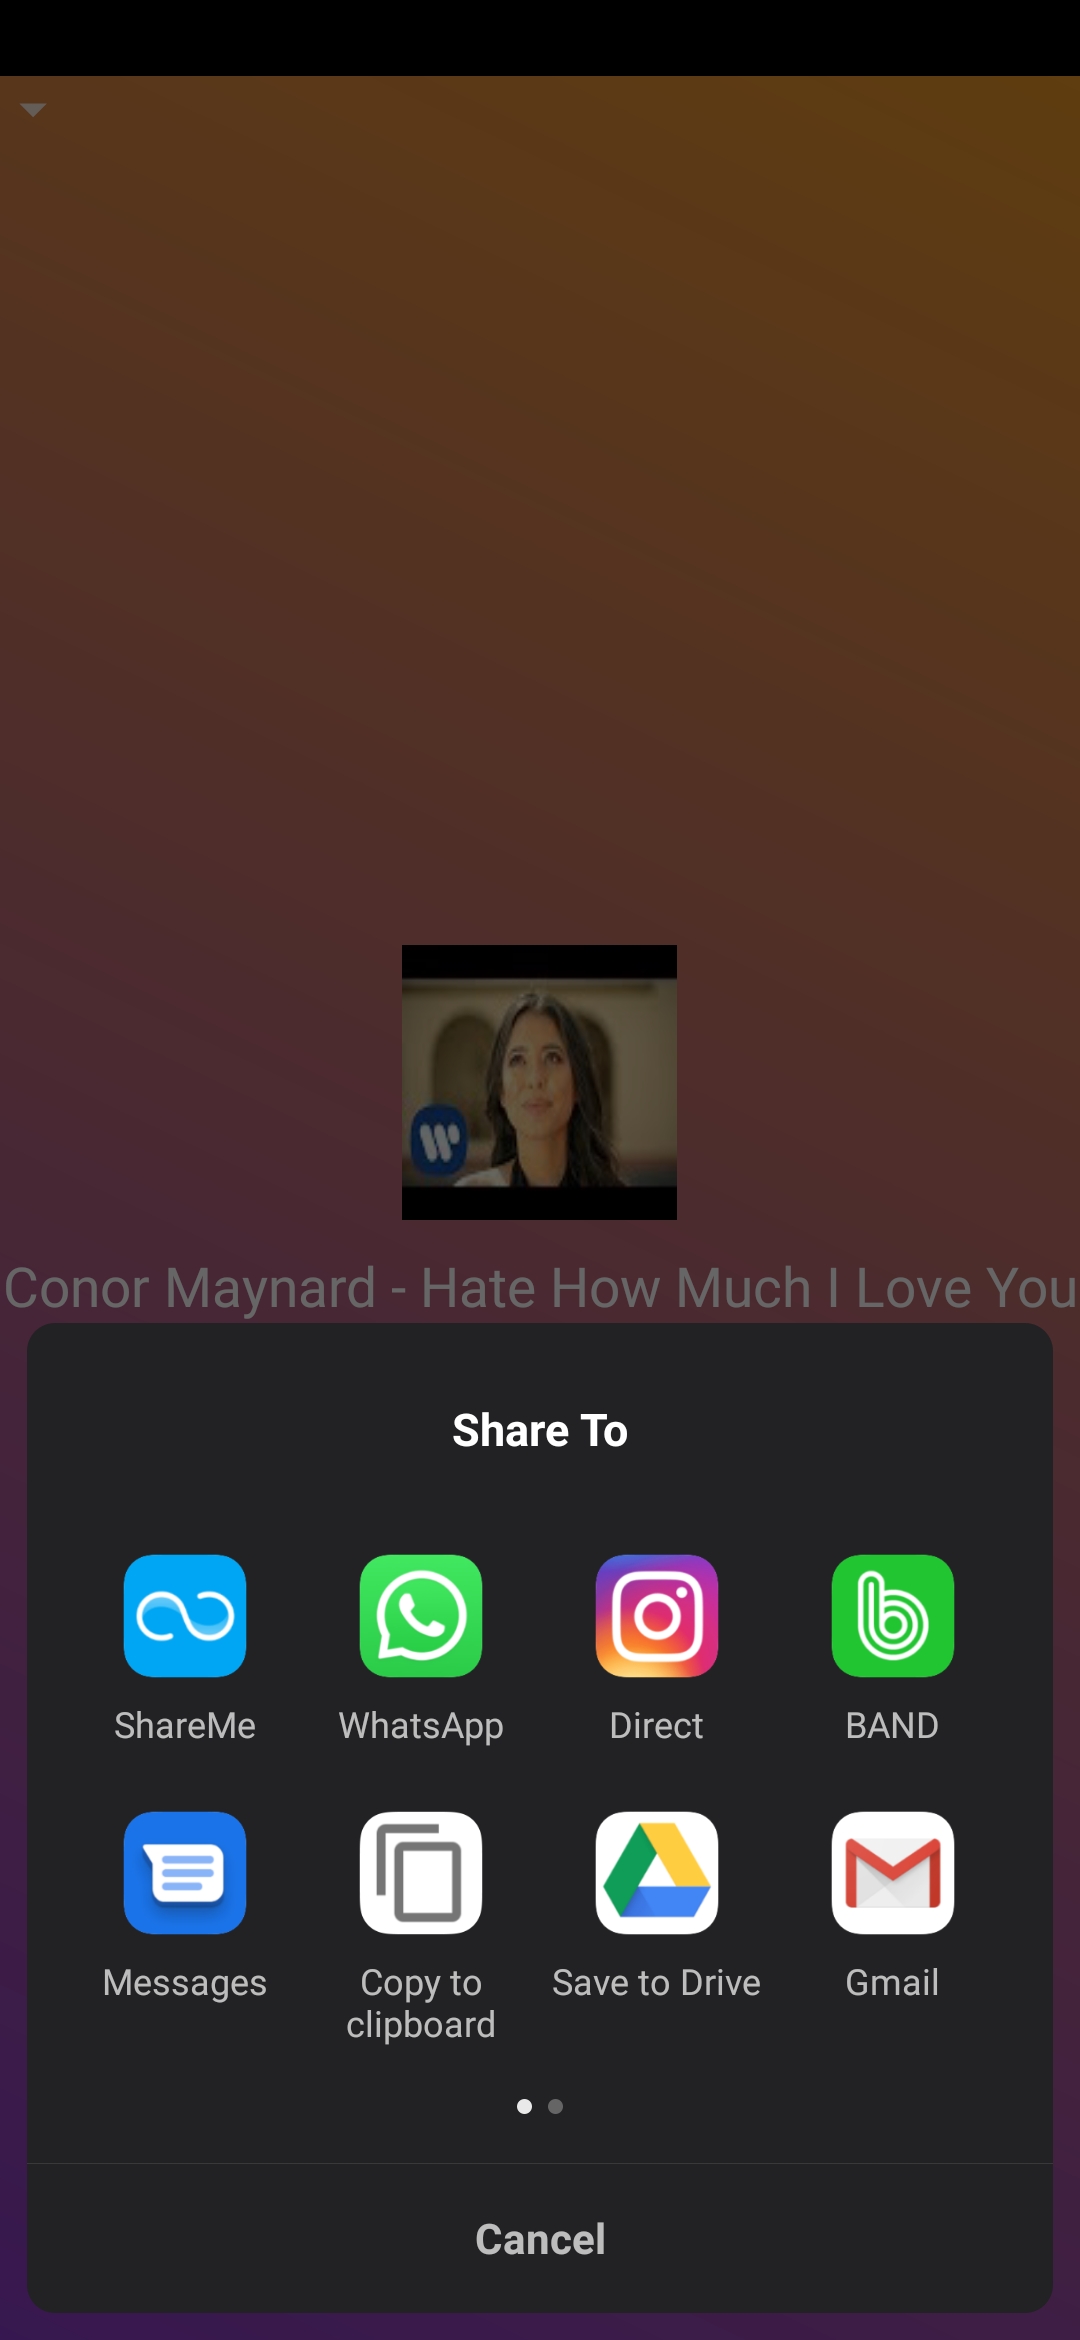 Conor Maynard - Hate How Much I Love You
Share To
ShareMe
WhatsApp
Direct
BAND
Messages
Copy to
clipboard
Save to Drive
Gmail
Cancel